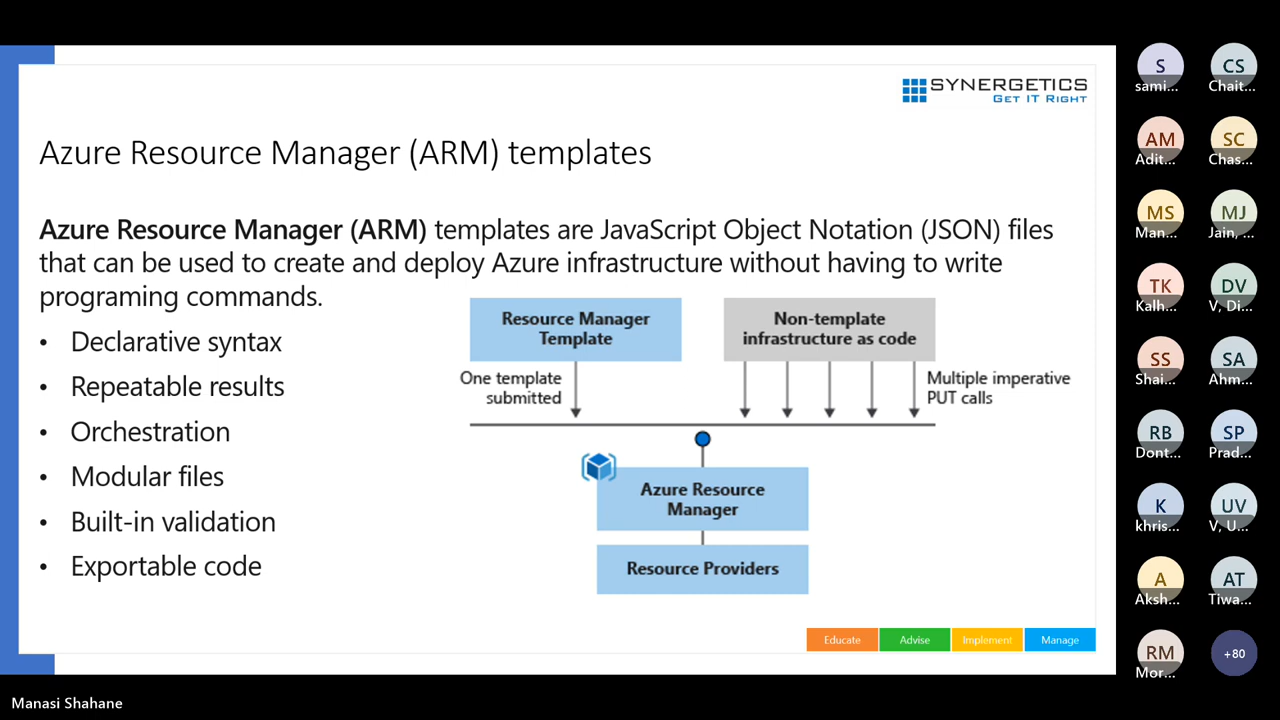 SYNERGETICS
GET IT RIGHT
Azure Resource Manager (ARM) templates
Azure Resource Manager (ARM) templates are JavaScript Object Notation (JSON) files
that can be used to create and deploy Azure infrastructure without having to write
programing commands.
• Declarative syntax
• Repeatable results
• Orchestration
• Modular files
• Built-in validation
• Exportable code
Resource Manager
Template
Non-template
infrastructure as code
One template
submitted
Multiple imperative
PUT calls
Azure Resource
Manager
Resource Providers
Educate
Advise
Implement
Manage
S
sami...
CS
Chait...
AM
Adit...
SC
Chas...
MS
Man...
MJ
Jain, ...
TK
Kalh...
DV
V, Di...
SS
Shai...
SA
Ahm...
RB
Dont...
SP
Prad...
K
khris...
UV
V, U...
A
Aksh...
AT
Tiwa...
RM
Mor...
+80
Manasi Shahane